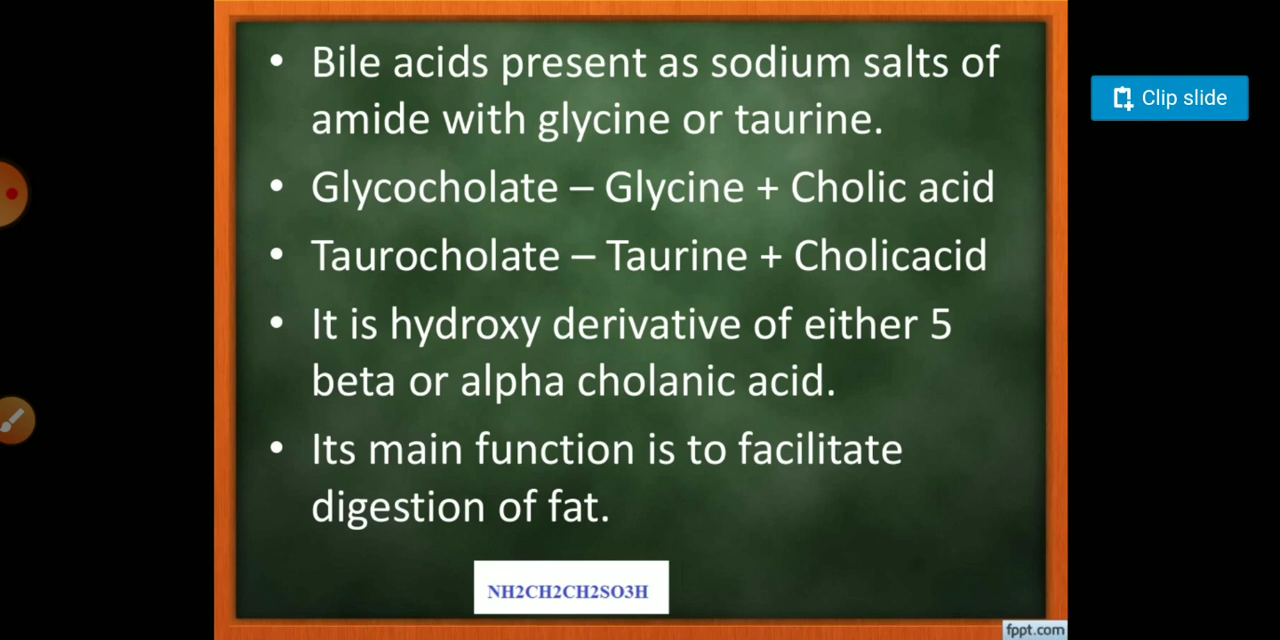 • Bile acids present as sodium salts of
amide with glycine or taurine.
• Glycocholate – Glycine + Cholic acid
• Taurocholate – Taurine + Cholicacid
• It is hydroxy derivative of either 5
beta or alpha cholanic acid.
• Its main function is to facilitate
digestion of fat.
NH2CH2CH2SO3H
fppt.com
Clip slide